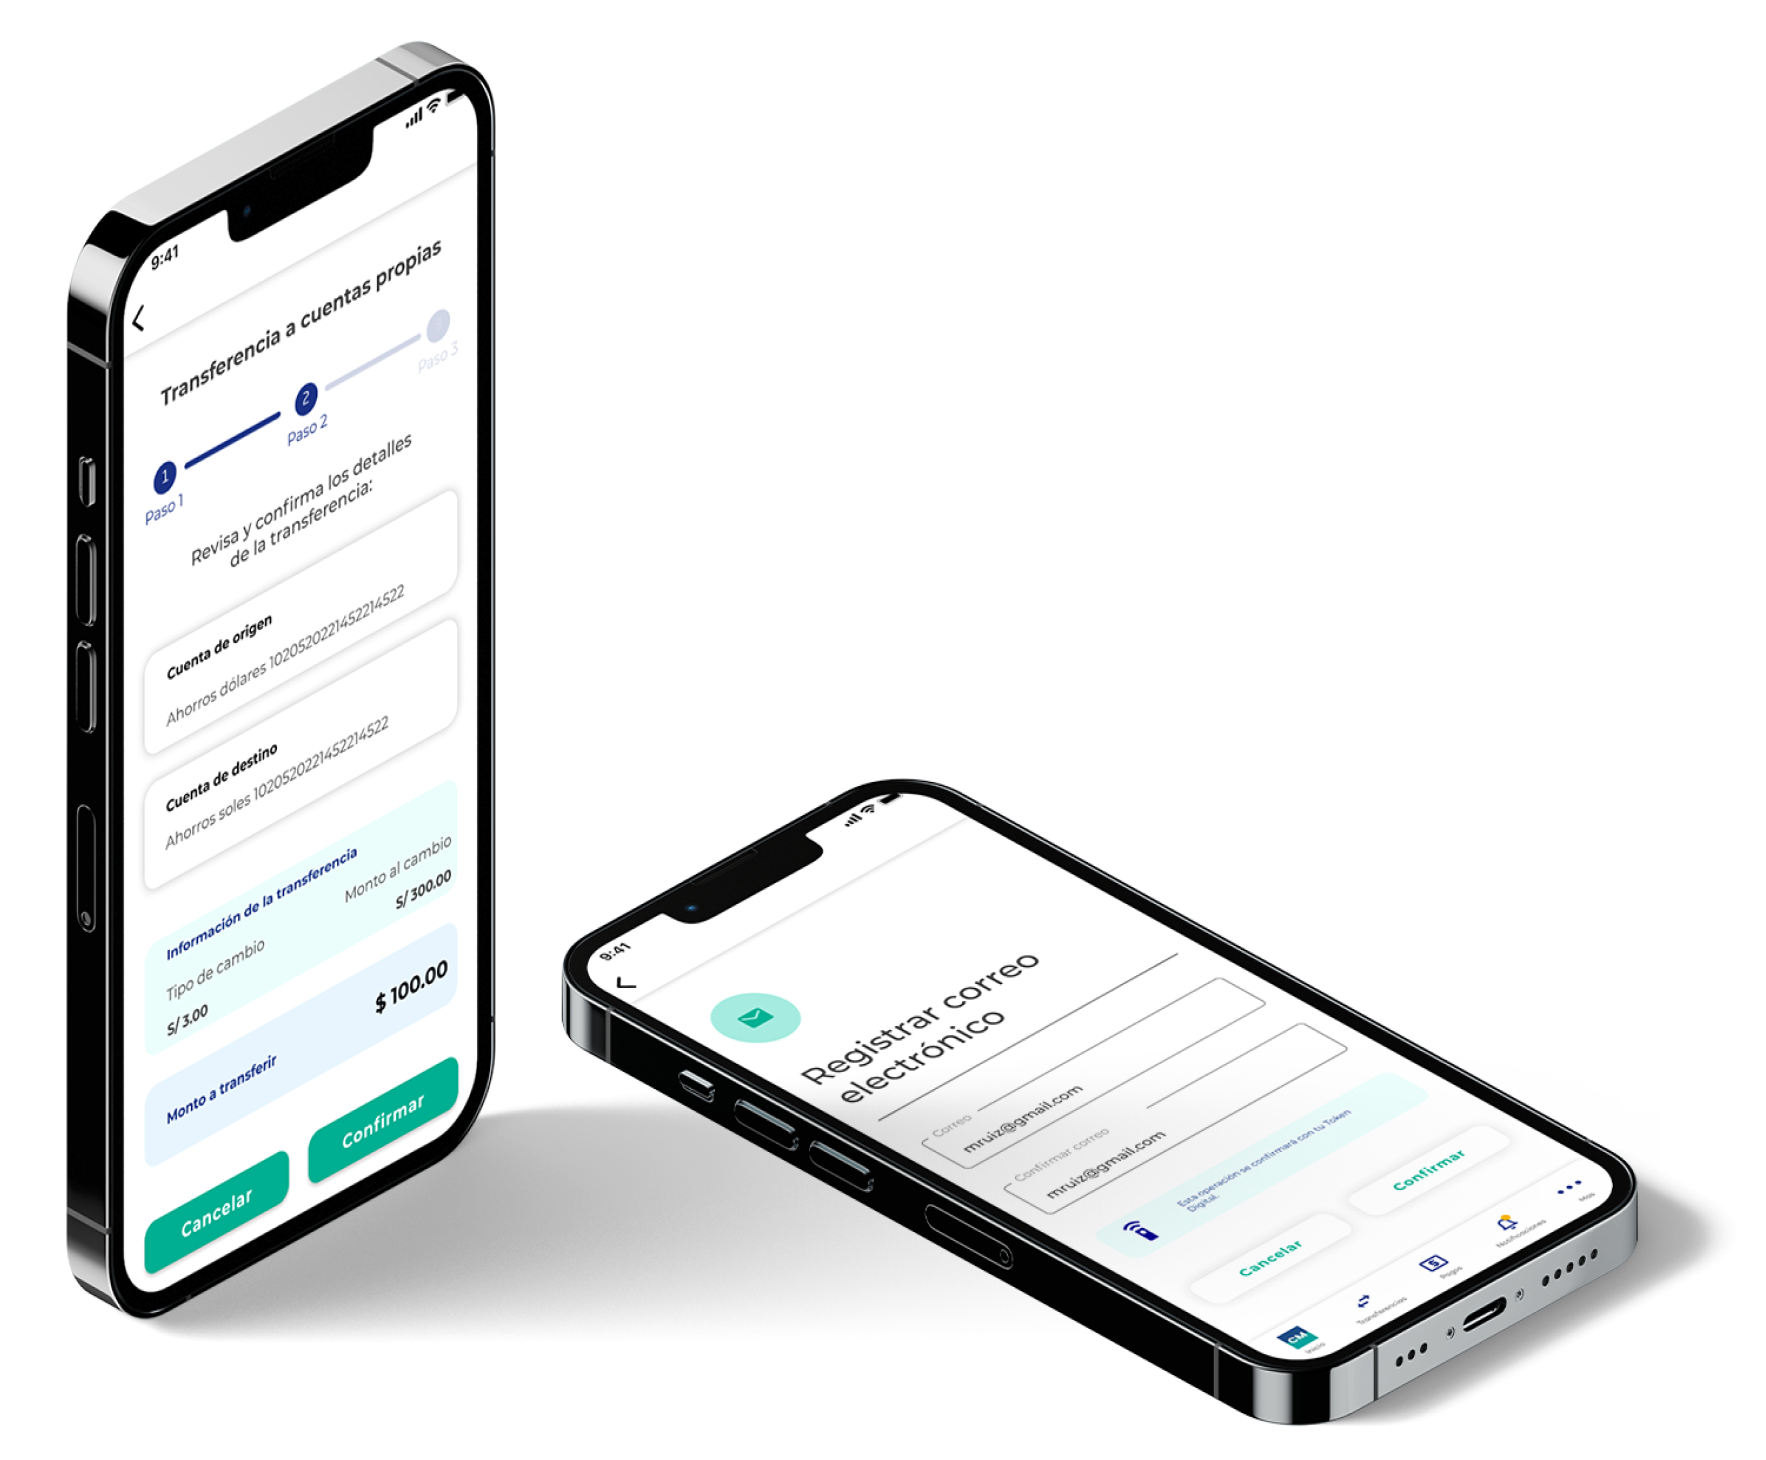 9:41
Transferencia a cuentas propias
1
2
3
Paso 1
Paso 2
Paso 3
Revisa y confirma los detalles
de la transferencia:
Cuenta de origen
Ahorros dólares 10205202214522214522
Cuenta de destino
Ahorros soles 10205202214522214522
Información de la transferencia
Tipo de cambio
Monto al cambio
S/ 3.00
S/ 300.00
Monto a transferir
$ 100.00
Cancelar
Confirmar
9:41
Registrar correo
electrónico
Correo
mruiz@gmail.com
Confirmar correo
mruiz@gmail.com
Esta operación se confirmará con tu Token
Digital.
Cancelar
Confirmar
CM
Inicio
Transferencias
$
Pagos
Notificaciones
Más